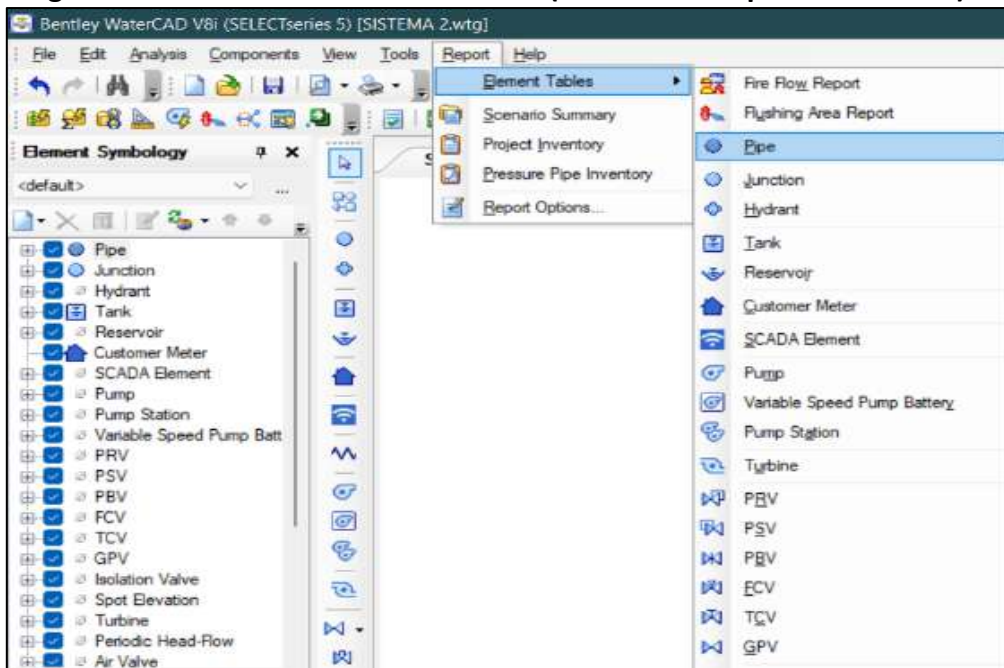 Bentley WaterCAD V8i (SELECTseries 5) [SISTEMA 2.wtg]
File Edit Analysis Components View Tools Report Help
Element Symbology
<default>
Pipe
Junction
Hydrant
Tank
Reservoir
Customer Meter
SCADA Element
Pump
Pump Station
Variable Speed Pump Batt
PRV
PSV
PBV
FCV
TCV
GPV
Isolation Valve
Spot Elevation
Turbine
Periodic Head-Flow
Air Valve
Element Tables
Scenario Summary
Project Inventory
Pressure Pipe Inventory
Report Options...
Fire Flow Report
Flushing Area Report
Pipe
Junction
Hydrant
Tank
Reservoir
Customer Meter
SCADA Element
Pump
Variable Speed Pump Battery
Pump Station
Turbine
PRV
PSV
PBV
FCV
TCV
GPV